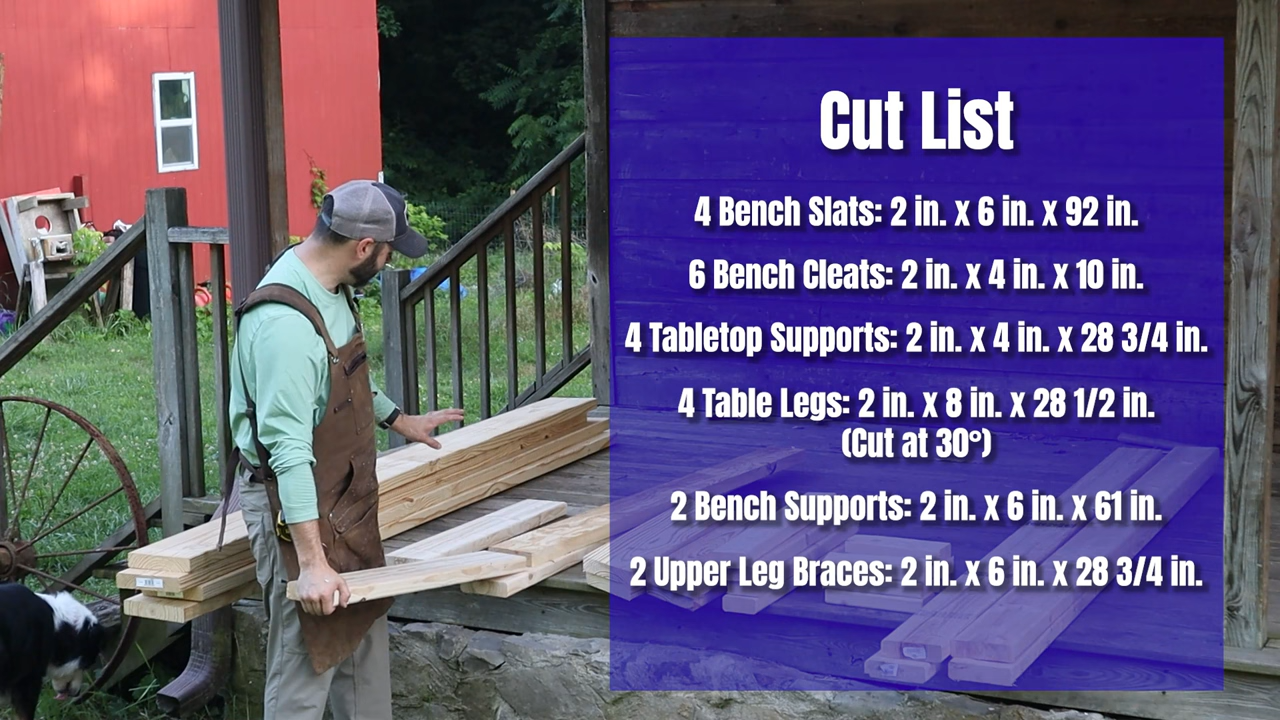 Cut List
4 Bench Slats: 2 in. x 6 in. x 92 in.
6 Bench Cleats: 2 in. x 4 in. x 10 in.
4 Tabletop Supports: 2 in. x 4 in. x 28 3/4 in.
4 Table Legs: 2 in. x 8 in. x 28 1/2 in.
(Cut at 30°)
2 Bench Supports: 2 in. x 6 in. x 61 in.
2 Upper Leg Braces: 2 in. x 6 in. x 28 3/4 in.